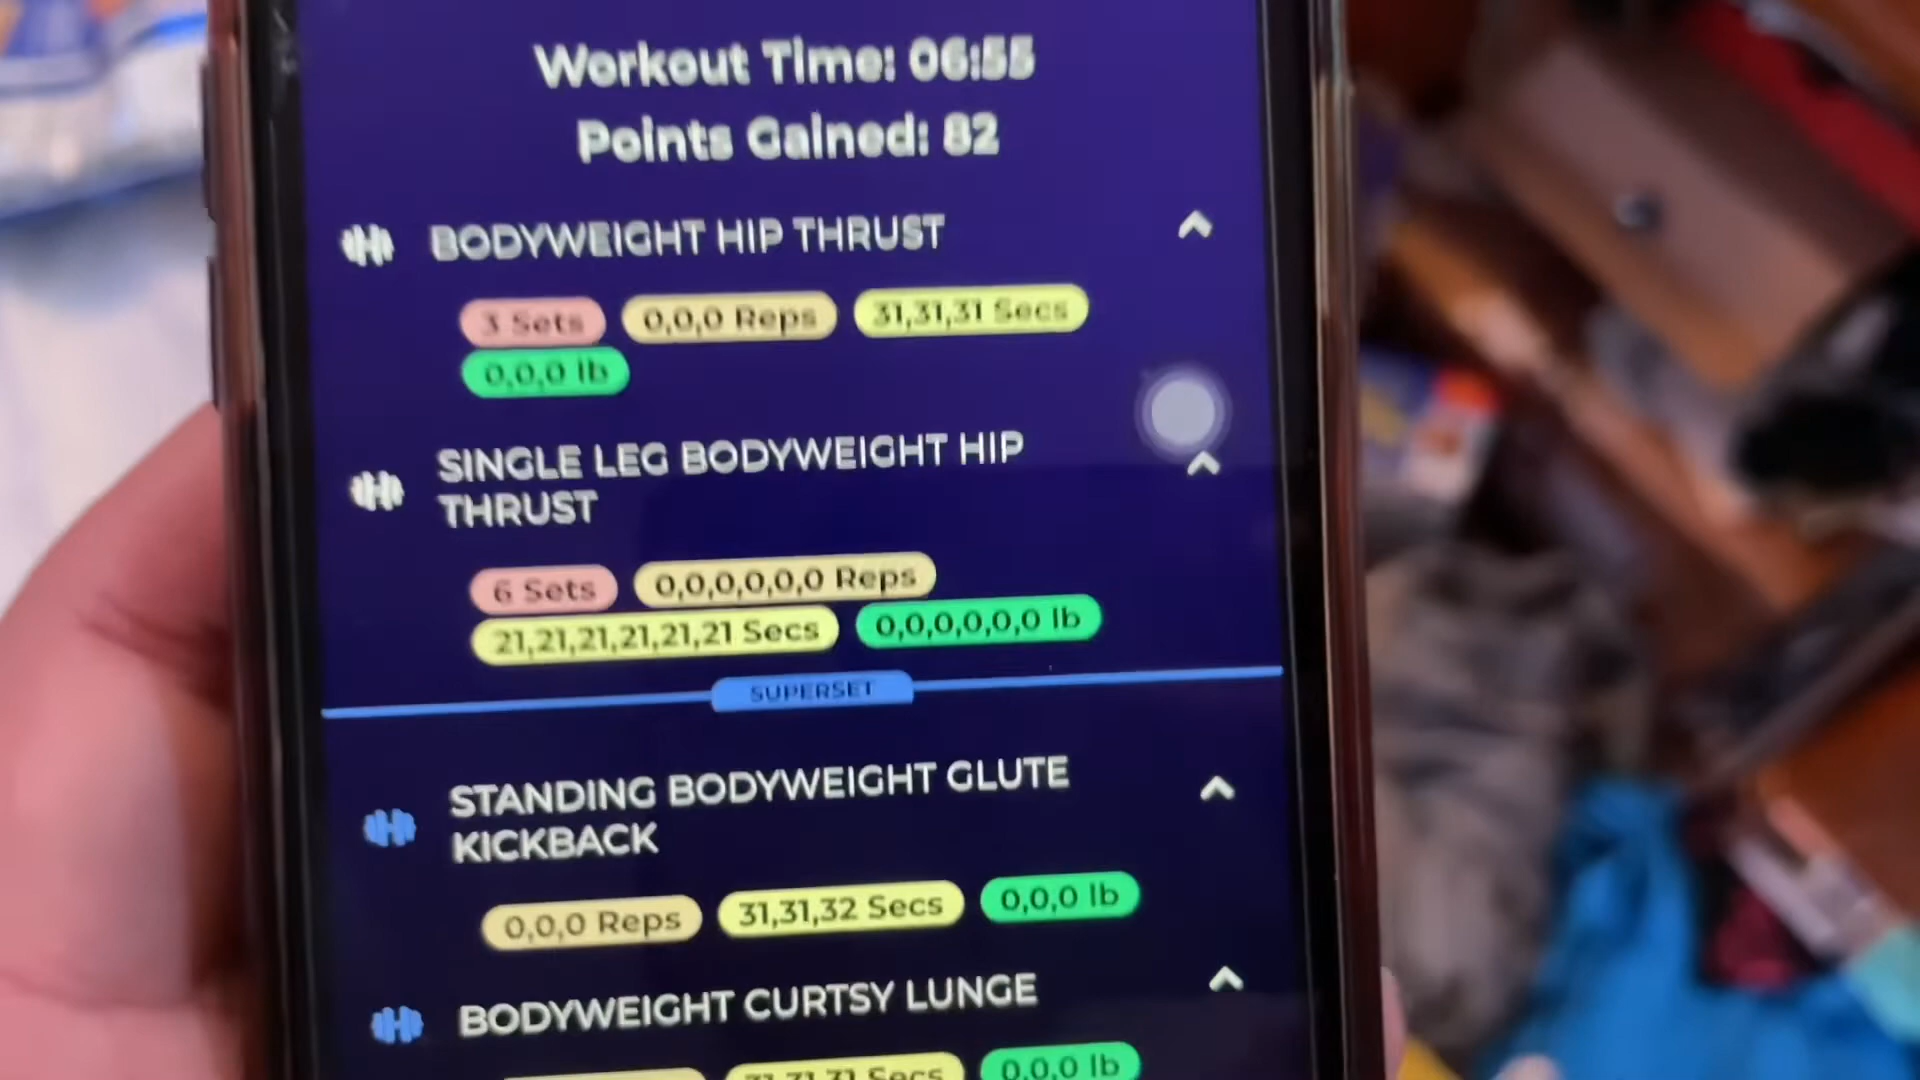 Workout Time: 06:55
Points Gained: 82
BODYWEIGHT HIP THRUST
3 Sets 0,0,0 Reps 31,31,31 Secs
0,0,0 lb
SINGLE LEG BODYWEIGHT HIP
THRUST
6 Sets 0,0,0,0,0,0 Reps
21,21,21,21,21,21 Secs 0,0,0,0,0,0 lb
SUPERSET
STANDING BODYWEIGHT GLUTE
KICKBACK
0,0,0 Reps 31,31,32 Secs 0,0,0 lb
BODYWEIGHT CURTSY LUNGE
31,31,31 Secs 0,0,0 lb